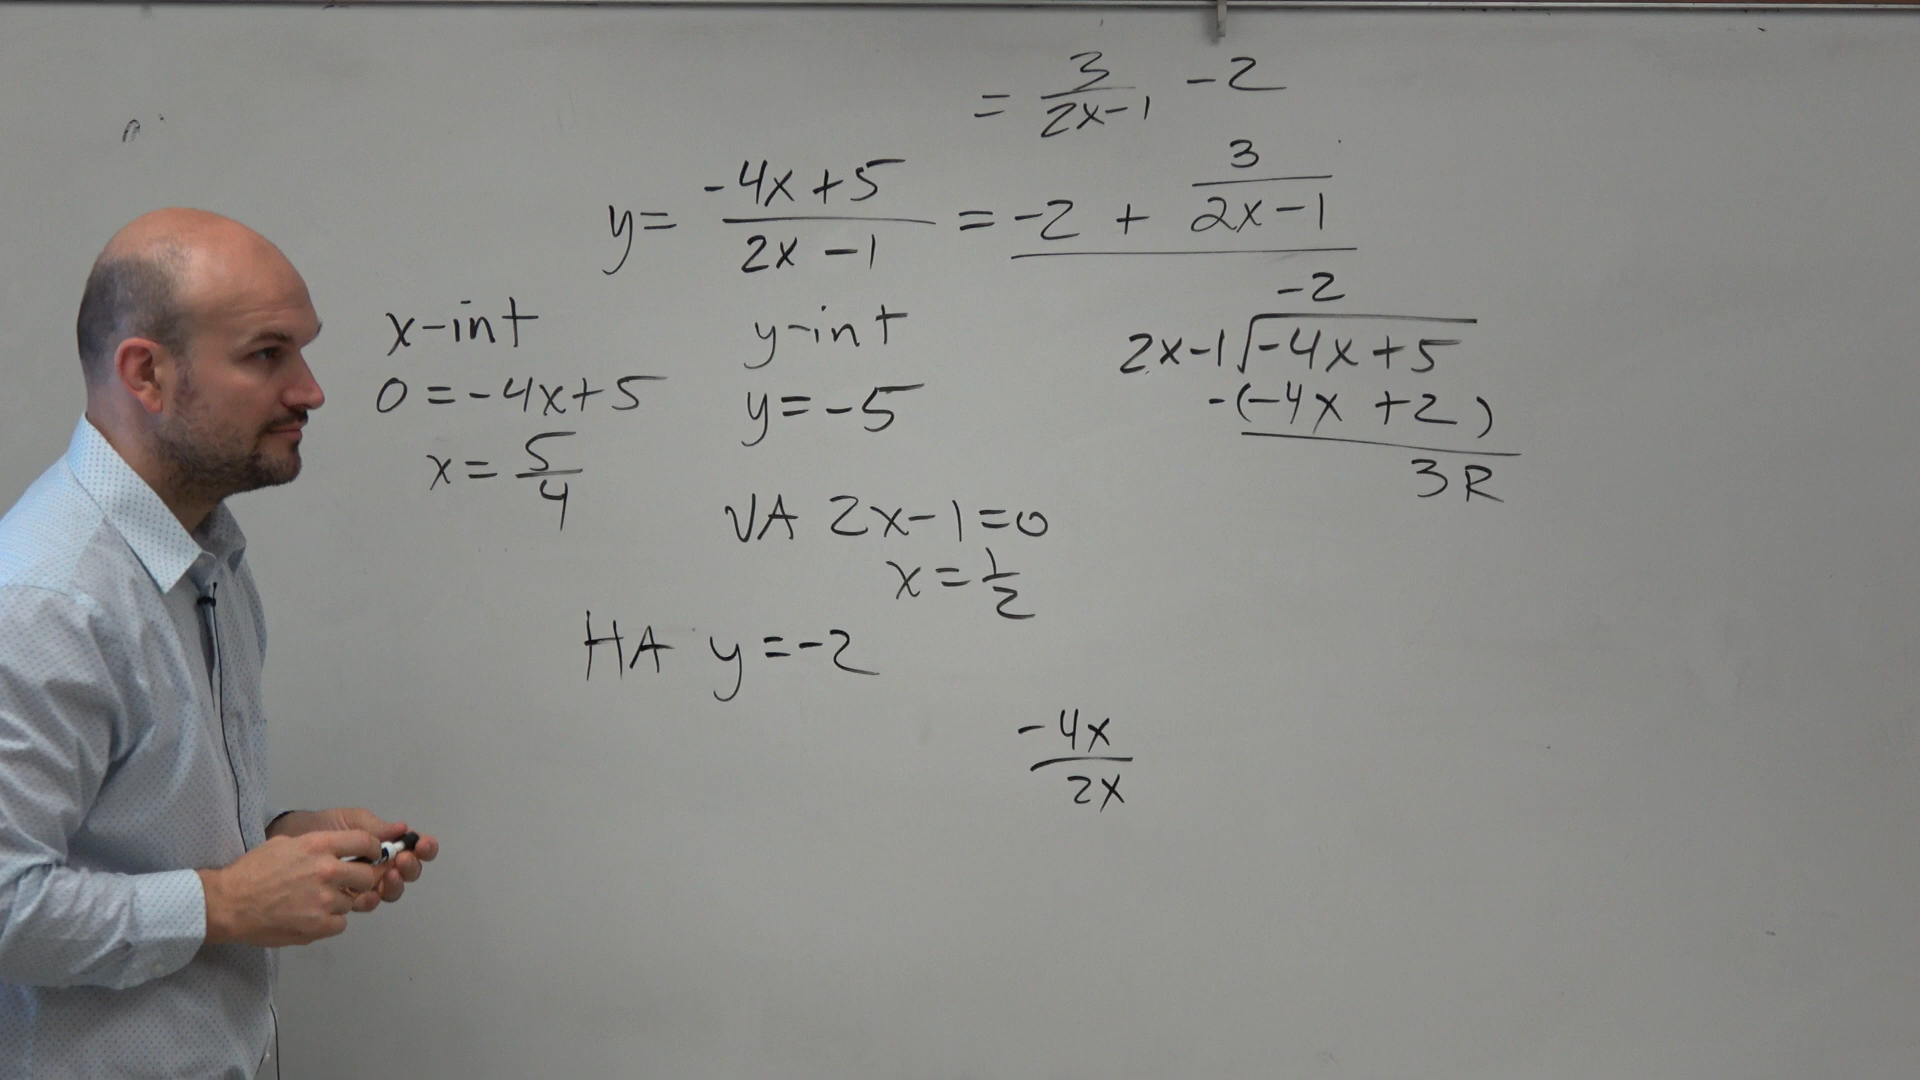 = 3/(2x-1) -2
y = (-4x+5)/(2x-1) = -2 + 3/(2x-1)
x-int
0 = -4x+5
x = 5/4
y-int
y = -5
-2
2x-1√-4x+5
-(-4x+2)
3 R
VA 2x-1=0
x = 1/2
HA y = -2
-4x/2x